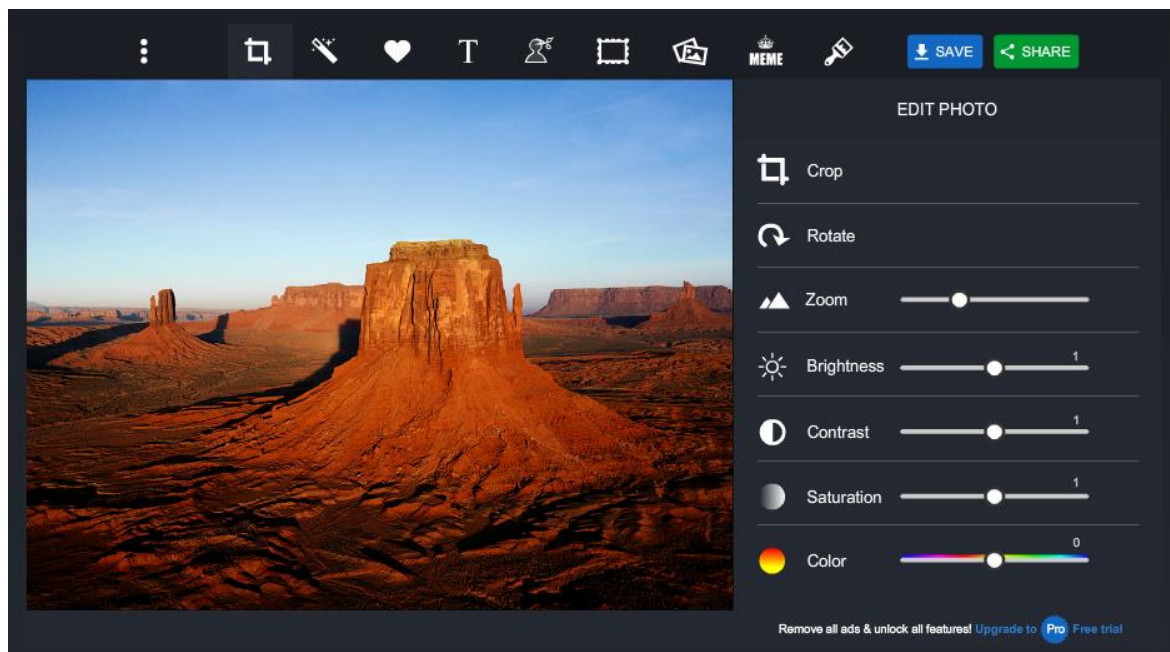 T
MEME
SAVE
SHARE
EDIT PHOTO
Crop
Rotate
Zoom
Brightness 1
Contrast 1
Saturation 1
Color 0
Remove all ads & unlock all features! Upgrade to Pro Free trial